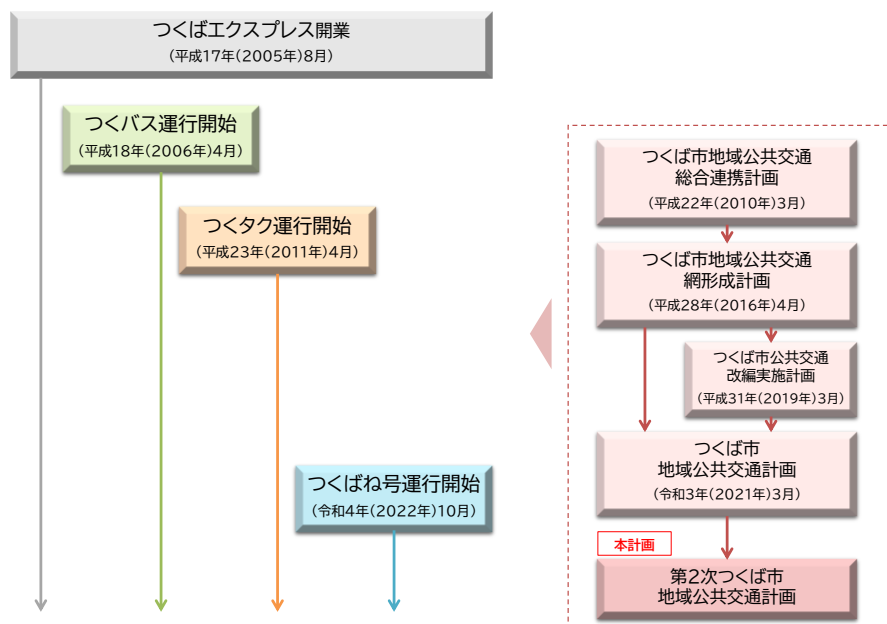 つくばエクスプレス開業
(平成17年(2005年)8月)
つくバス運行開始
(平成18年(2006年)4月)
つくタク運行開始
(平成23年(2011年)4月)
つくばね号運行開始
(令和4年(2022年)10月)
つくば市地域公共交通
総合連携計画
(平成22年(2010年)3月)
つくば市地域公共交通
網形成計画
(平成28年(2016年)4月)
つくば市公共交通
改編実施計画
(平成31年(2019年)3月)
つくば市
地域公共交通計画
(令和3年(2021年)3月)
本計画
第2次つくば市
地域公共交通計画